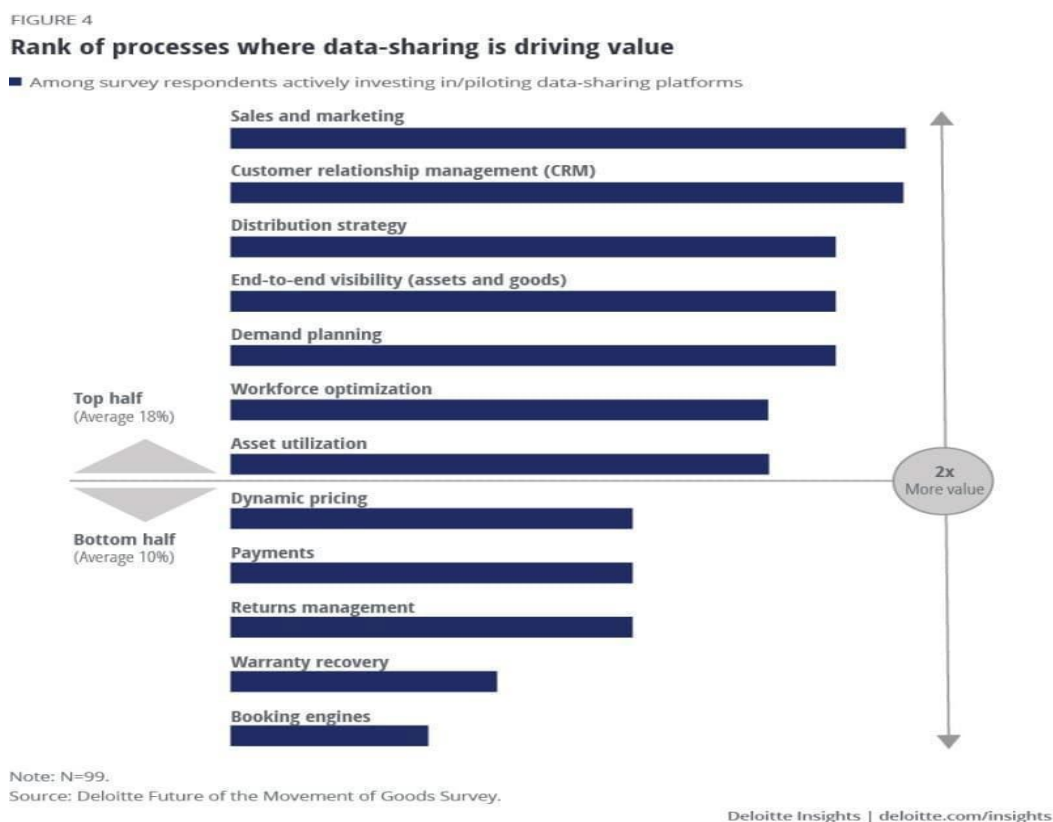 FIGURE 4
Rank of processes where data-sharing is driving value
Among survey respondents actively investing in/piloting data-sharing platforms
Sales and marketing
Customer relationship management (CRM)
Distribution strategy
End-to-end visibility (assets and goods)
Demand planning
Workforce optimization
Top half
(Average 18%)
Asset utilization
2x
More value
Dynamic pricing
Bottom half
(Average 10%)
Payments
Returns management
Warranty recovery
Booking engines
Note: N=99.
Source: Deloitte Future of the Movement of Goods Survey.
Deloitte Insights | deloitte.com/insights